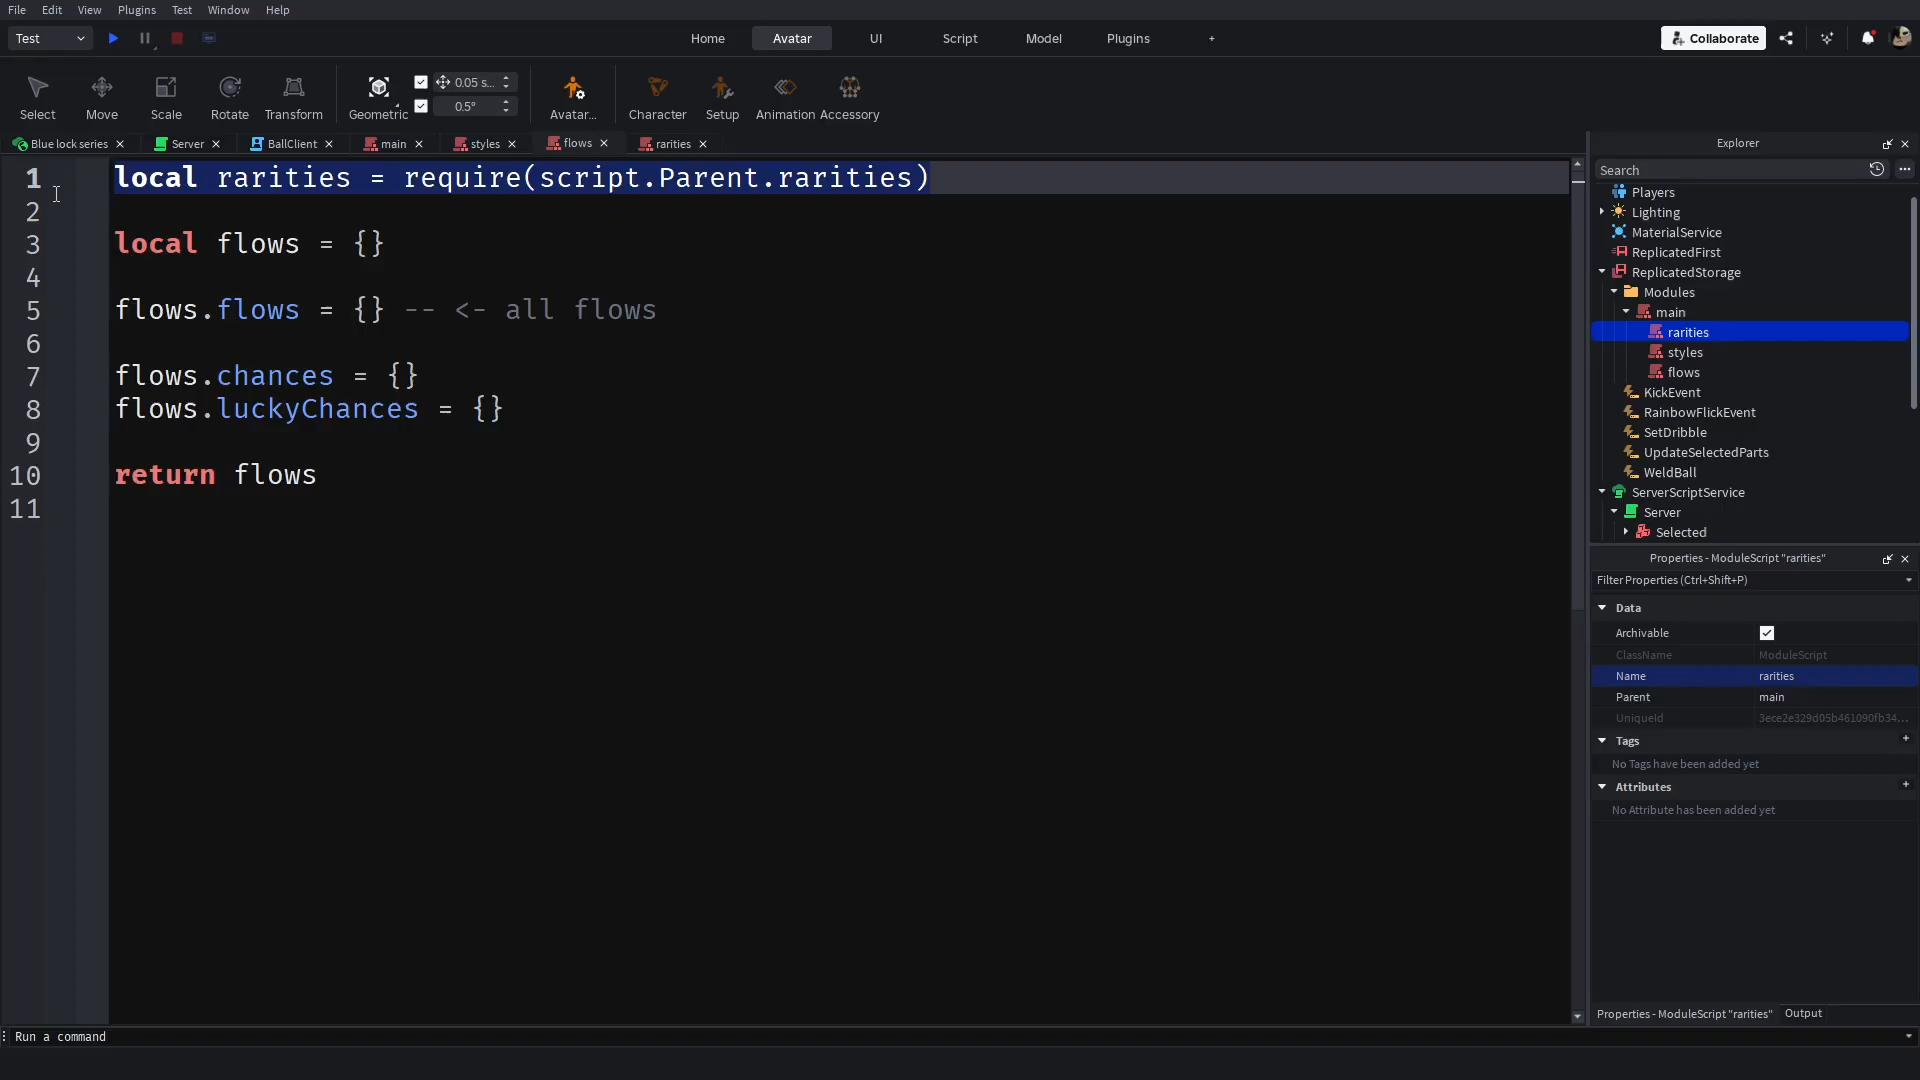 File Edit View Plugins Test Window Help
Test Home Avatar UI Script Model Plugins + Collaborate
Select Move Scale Rotate Transform Geometric 0.05 s... 0.5° Avatar... Character Setup Animation Accessory
Blue lock series Server BallClient main styles flows rarities
1 local rarities = require(script.Parent.rarities)
2
3 local flows = {}
4
5 flows.flows = {} -- <- all flows
6
7 flows.chances = {}
8 flows.luckyChances = {}
9
10 return flows
11
Explorer
Search
Players
Lighting
MaterialService
ReplicatedFirst
ReplicatedStorage
Modules
main
rarities
styles
flows
KickEvent
RainbowFlickEvent
SetDribble
UpdateSelectedParts
WeldBall
ServerScriptService
Server
Selected
Properties - ModuleScript "rarities"
Filter Properties (Ctrl+Shift+P)
Data
Archivable
ClassName ModuleScript
Name rarities
Parent main
UniqueId 3ece2e329d05b461090fb34...
Tags +
No Tags have been added yet
Attributes +
No Attribute has been added yet
Properties - ModuleScript "rarities" Output
Run a command